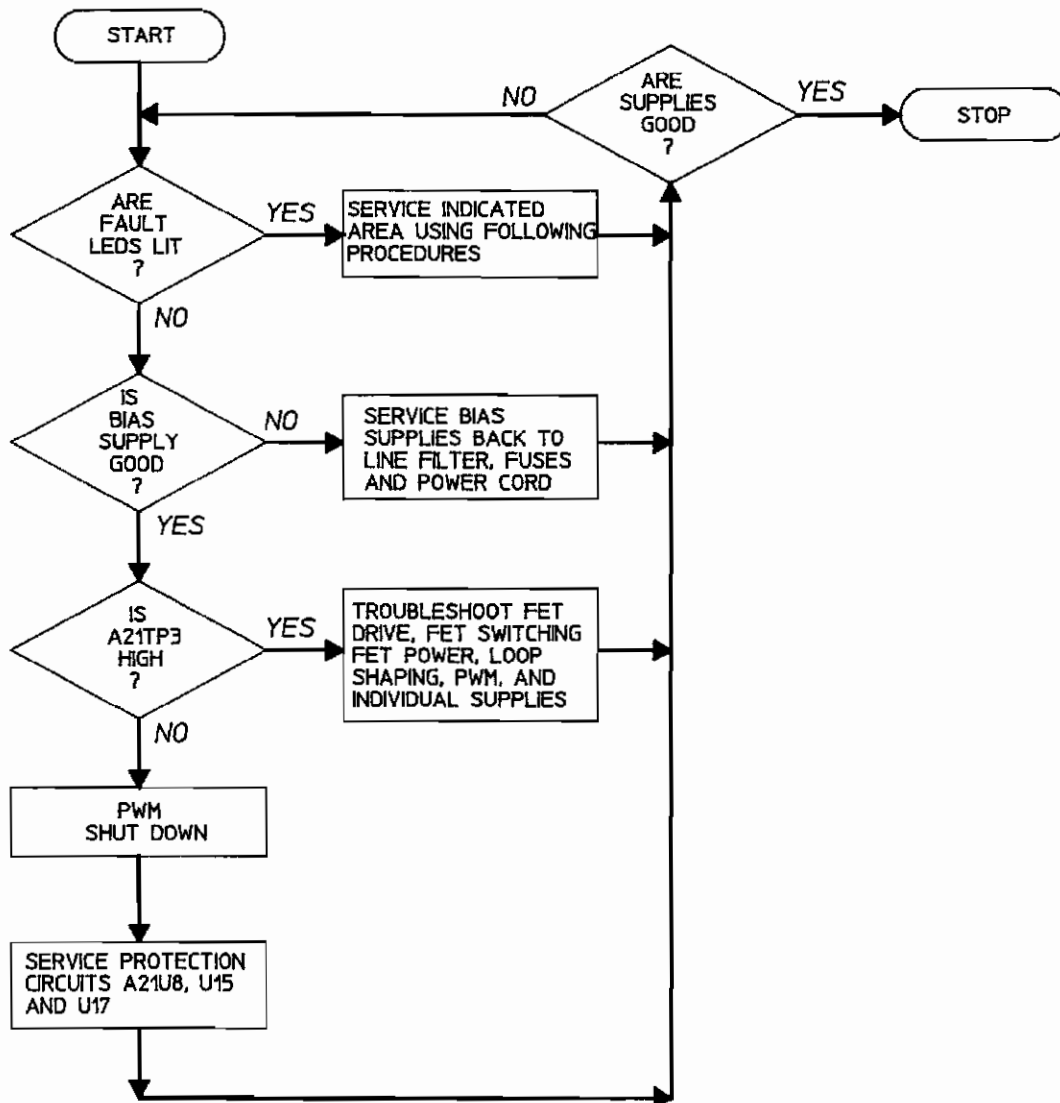 START
ARE
SUPPLIES
GOOD
?
NO
YES
STOP
ARE
FAULT
LEDS LIT
?
YES
SERVICE INDICATED
AREA USING FOLLOWING
PROCEDURES
NO
IS
BIAS
SUPPLY
GOOD
?
NO
SERVICE BIAS
SUPPLIES BACK TO
LINE FILTER, FUSES
AND POWER CORD
YES
IS
A21TP3
HIGH
?
YES
TROUBLESHOOT FET
DRIVE, FET SWITCHING
FET POWER, LOOP
SHAPING, PWM, AND
INDIVIDUAL SUPPLIES
NO
PWM
SHUT DOWN
SERVICE PROTECTION
CIRCUITS A21U8, U15
AND U17